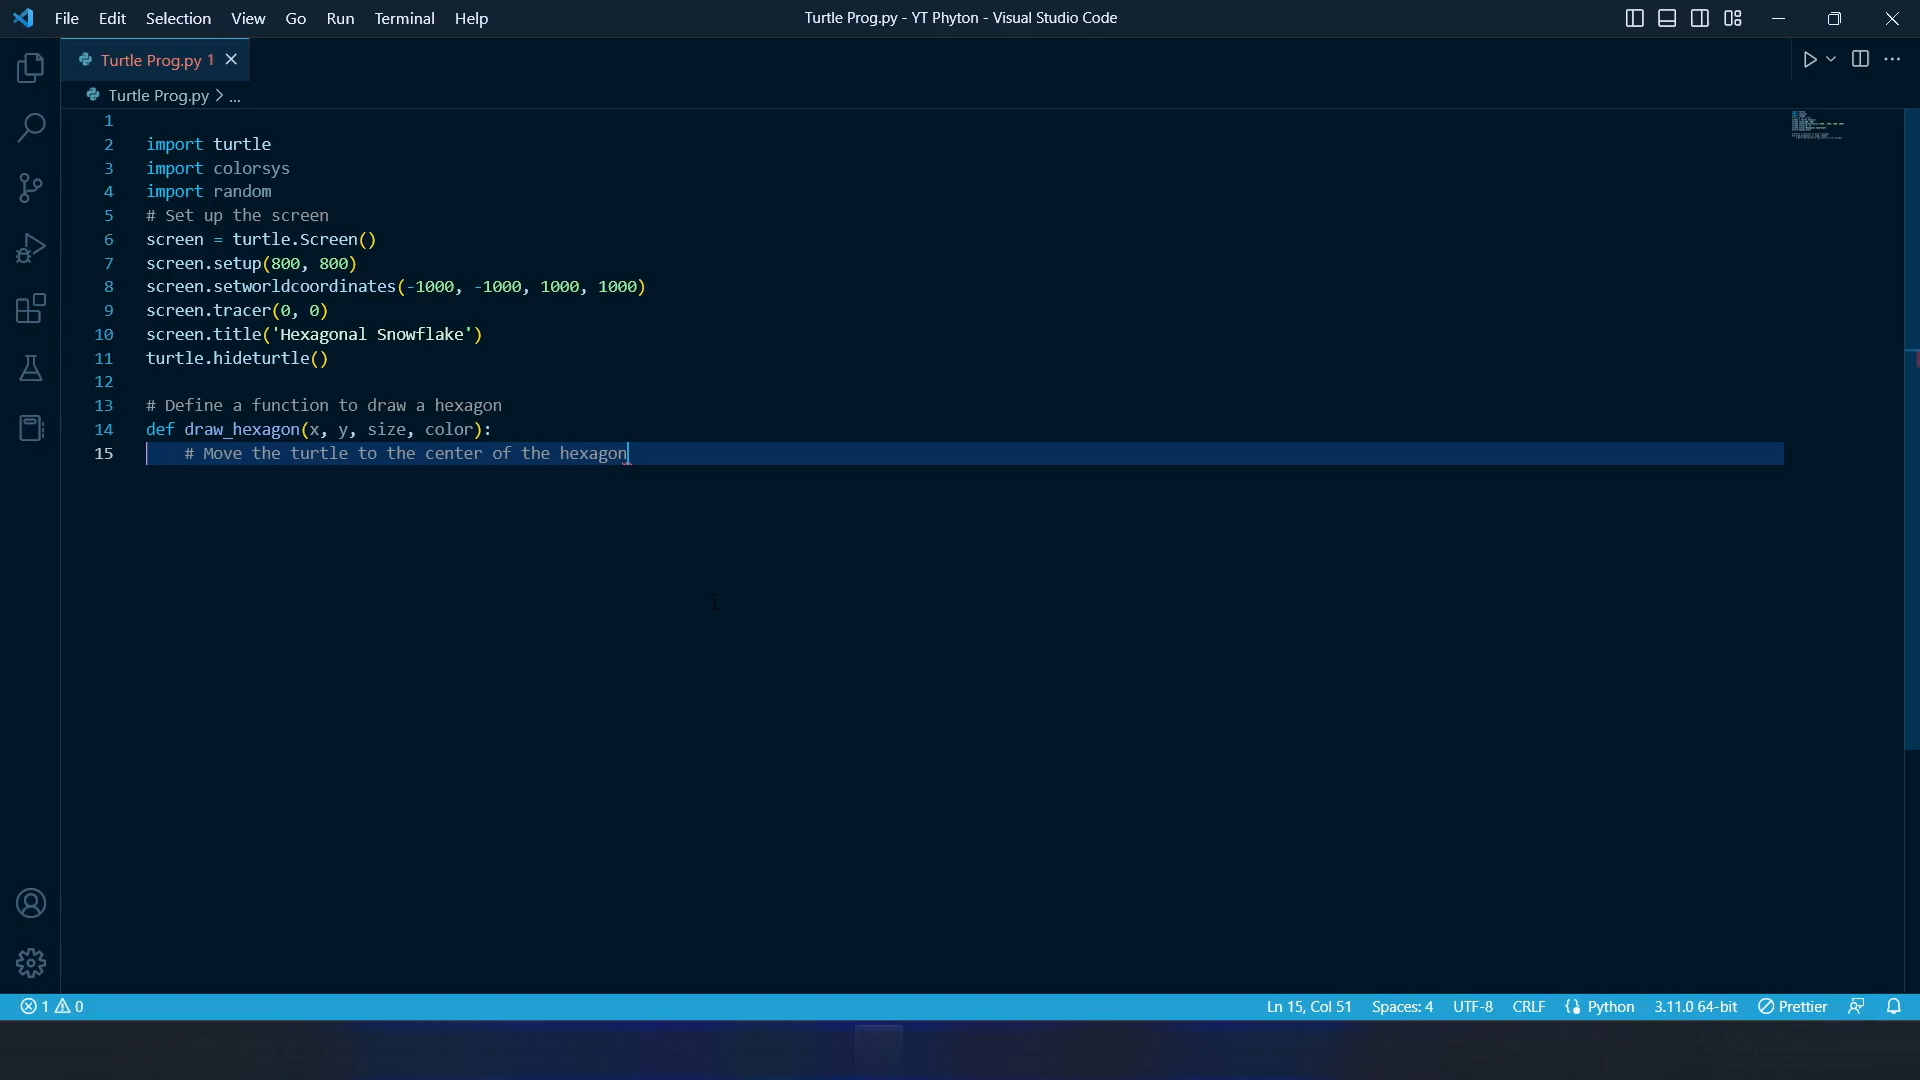 File Edit Selection View Go Run Terminal Help Turtle Prog.py - YT Phyton - Visual Studio Code
Turtle Prog.py 1
Turtle Prog.py > ...
1
2 import turtle
3 import colorsys
4 import random
5 # Set up the screen
6 screen = turtle.Screen()
7 screen.setup(800, 800)
8 screen.setworldcoordinates(-1000, -1000, 1000, 1000)
9 screen.tracer(0, 0)
10 screen.title('Hexagonal Snowflake')
11 turtle.hideturtle()
12
13 # Define a function to draw a hexagon
14 def draw_hexagon(x, y, size, color):
15     # Move the turtle to the center of the hexagon
1 0 Ln 15, Col 51 Spaces: 4 UTF-8 CRLF Python 3.11.0 64-bit Prettier